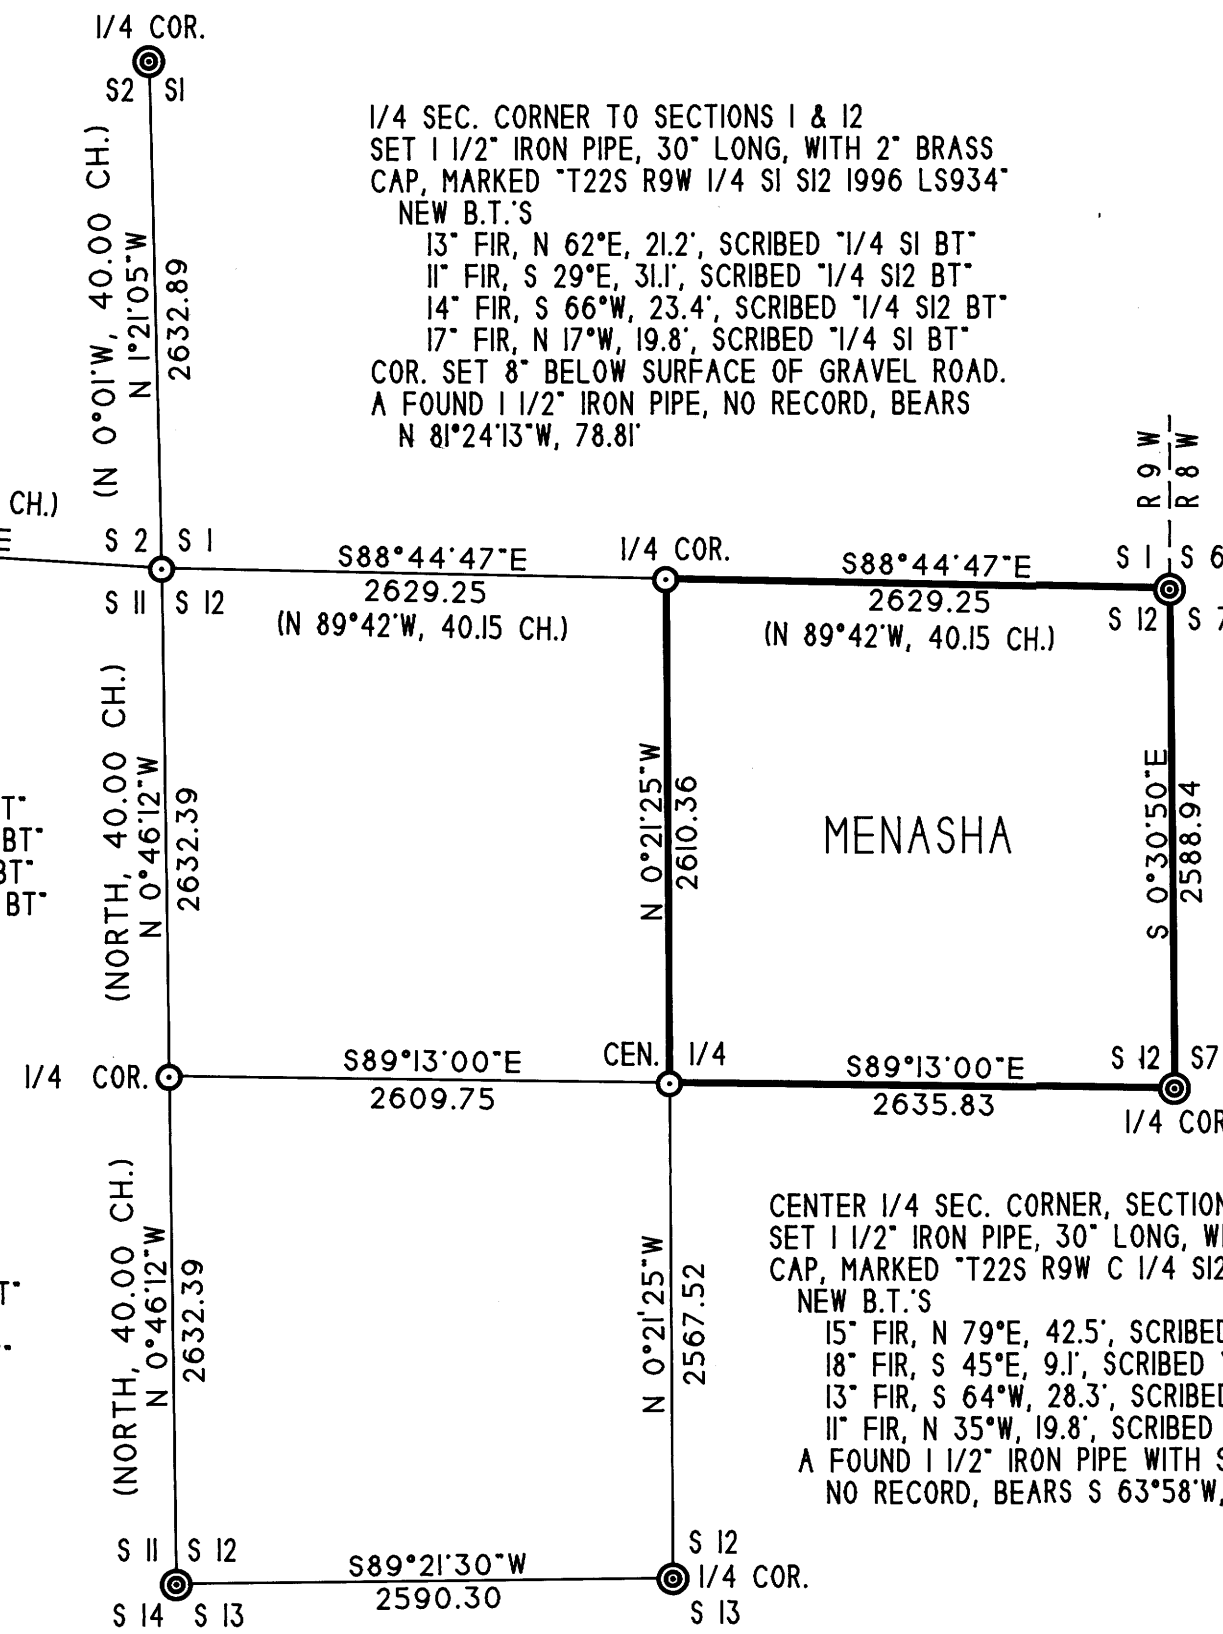 1/4 COR.
S2 S1
(N 0°01'W, 40.00 CH.)
N 1°21'05"W
2632.89
1/4 SEC. CORNER TO SECTIONS 1 & 12
SET 1 1/2" IRON PIPE, 30" LONG, WITH 2" BRASS
CAP, MARKED "T22S R9W 1/4 S1 S12 1996 LS934"
NEW B.T.'S
13" FIR, N 62°E, 21.2', SCRIBED "1/4 S1 BT"
11" FIR, S 29°E, 31.1', SCRIBED "1/4 S12 BT"
14" FIR, S 66°W, 23.4', SCRIBED "1/4 S12 BT"
17" FIR, N 17°W, 19.8', SCRIBED "1/4 S1 BT"
COR. SET 8" BELOW SURFACE OF GRAVEL ROAD.
A FOUND 1 1/2" IRON PIPE, NO RECORD, BEARS
N 81°24'13"W, 78.81'
R 9 W
R 8 W
CH.)
E
S 2 S 1
S 11 S 12
S88°44'47"E
2629.25
(N 89°42'W, 40.15 CH.)
1/4 COR.
S88°44'47"E
2629.25
(N 89°42'W, 40.15 CH.)
S 1 S 6
S 12 S 7
(NORTH, 40.00 CH.)
N 0°46'12"W
2632.39
N 0°21'25"W
2610.36
MENASHA
S 0°30'50"E
2588.94
T"
BT"
BT"
BT"
1/4 COR.
S89°13'00"E
2609.75
CEN. 1/4
S89°13'00"E
2635.83
S 12 S7
1/4 COR
(NORTH, 40.00 CH.)
N 0°46'12"W
2632.39
N 0°21'25"W
2567.52
CENTER 1/4 SEC. CORNER, SECTION
SET 1 1/2" IRON PIPE, 30" LONG, WI
CAP, MARKED "T22S R9W C 1/4 S12
NEW B.T.'S
15" FIR, N 79°E, 42.5', SCRIBED
18" FIR, S 45°E, 9.1', SCRIBED "
13" FIR, S 64°W, 28.3', SCRIBED
11" FIR, N 35°W, 19.8', SCRIBED
A FOUND 1 1/2" IRON PIPE WITH S
NO RECORD, BEARS S 63°58'W,
T"
"
S 11 S 12
S 14 S 13
S89°21'30"W
2590.30
S 12
1/4 COR.
S 13